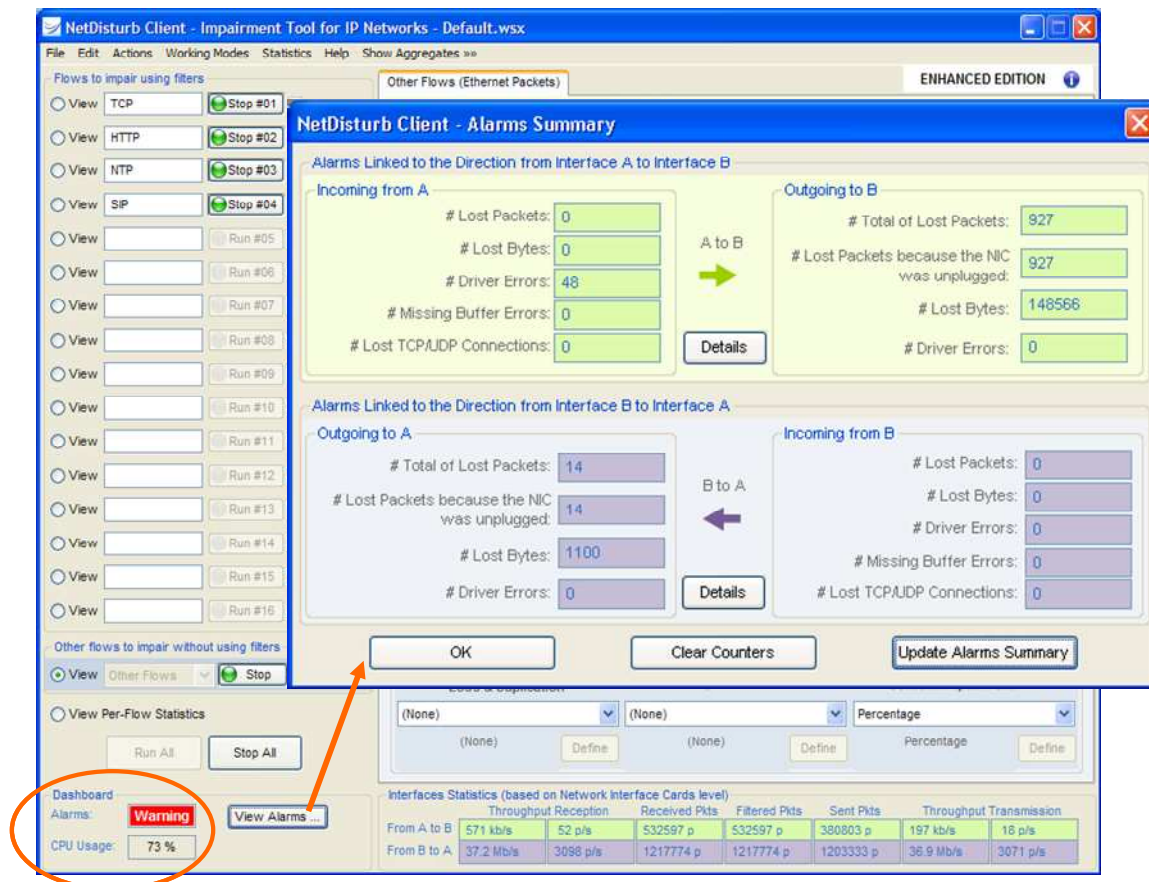 NetDisturb Client - Impairment Tool for IP Networks - Default.wsx
File Edit Actions Working Modes Statistics Help Show Aggregates »»
Flows to impair using filters
Other Flows (Ethernet Packets)
ENHANCED EDITION
View TCP Stop #01
View HTTP Stop #02
View NTP Stop #03
View SIP Stop #04
View Run #05
View Run #06
View Run #07
View Run #08
View Run #09
View Run #10
View Run #11
View Run #12
View Run #13
View Run #14
View Run #15
View Run #16
Other flows to impair without using filters
View Other Flows Stop
View Per-Flow Statistics
Run All Stop All
Dashboard
Alarms: Warning View Alarms ...
CPU Usage: 73 %
NetDisturb Client - Alarms Summary
Alarms Linked to the Direction from Interface A to Interface B
Incoming from A
# Lost Packets: 0
# Lost Bytes: 0
# Driver Errors: 48
# Missing Buffer Errors: 0
# Lost TCP/UDP Connections: 0
A to B
Details
Outgoing to B
# Total of Lost Packets: 927
# Lost Packets because the NIC
was unplugged: 927
# Lost Bytes: 148566
# Driver Errors: 0
Alarms Linked to the Direction from Interface B to Interface A
Outgoing to A
# Total of Lost Packets: 14
# Lost Packets because the NIC
was unplugged: 14
# Lost Bytes: 1100
# Driver Errors: 0
B to A
Details
Incoming from B
# Lost Packets: 0
# Lost Bytes: 0
# Driver Errors: 0
# Missing Buffer Errors: 0
# Lost TCP/UDP Connections: 0
OK Clear Counters Update Alarms Summary
(None) (None) Percentage
(None) Define (None) Define Percentage Define
Interfaces Statistics (based on Network Interface Cards level)
Throughput Reception Received Pkts Filtered Pkts Sent Pkts Throughput Transmission
From A to B 571 kb/s 52 p/s 532597 p 532597 p 380803 p 197 kb/s 18 p/s
From B to A 37.2 Mb/s 3098 p/s 1217774 p 1217774 p 1203333 p 36.9 Mb/s 3071 p/s